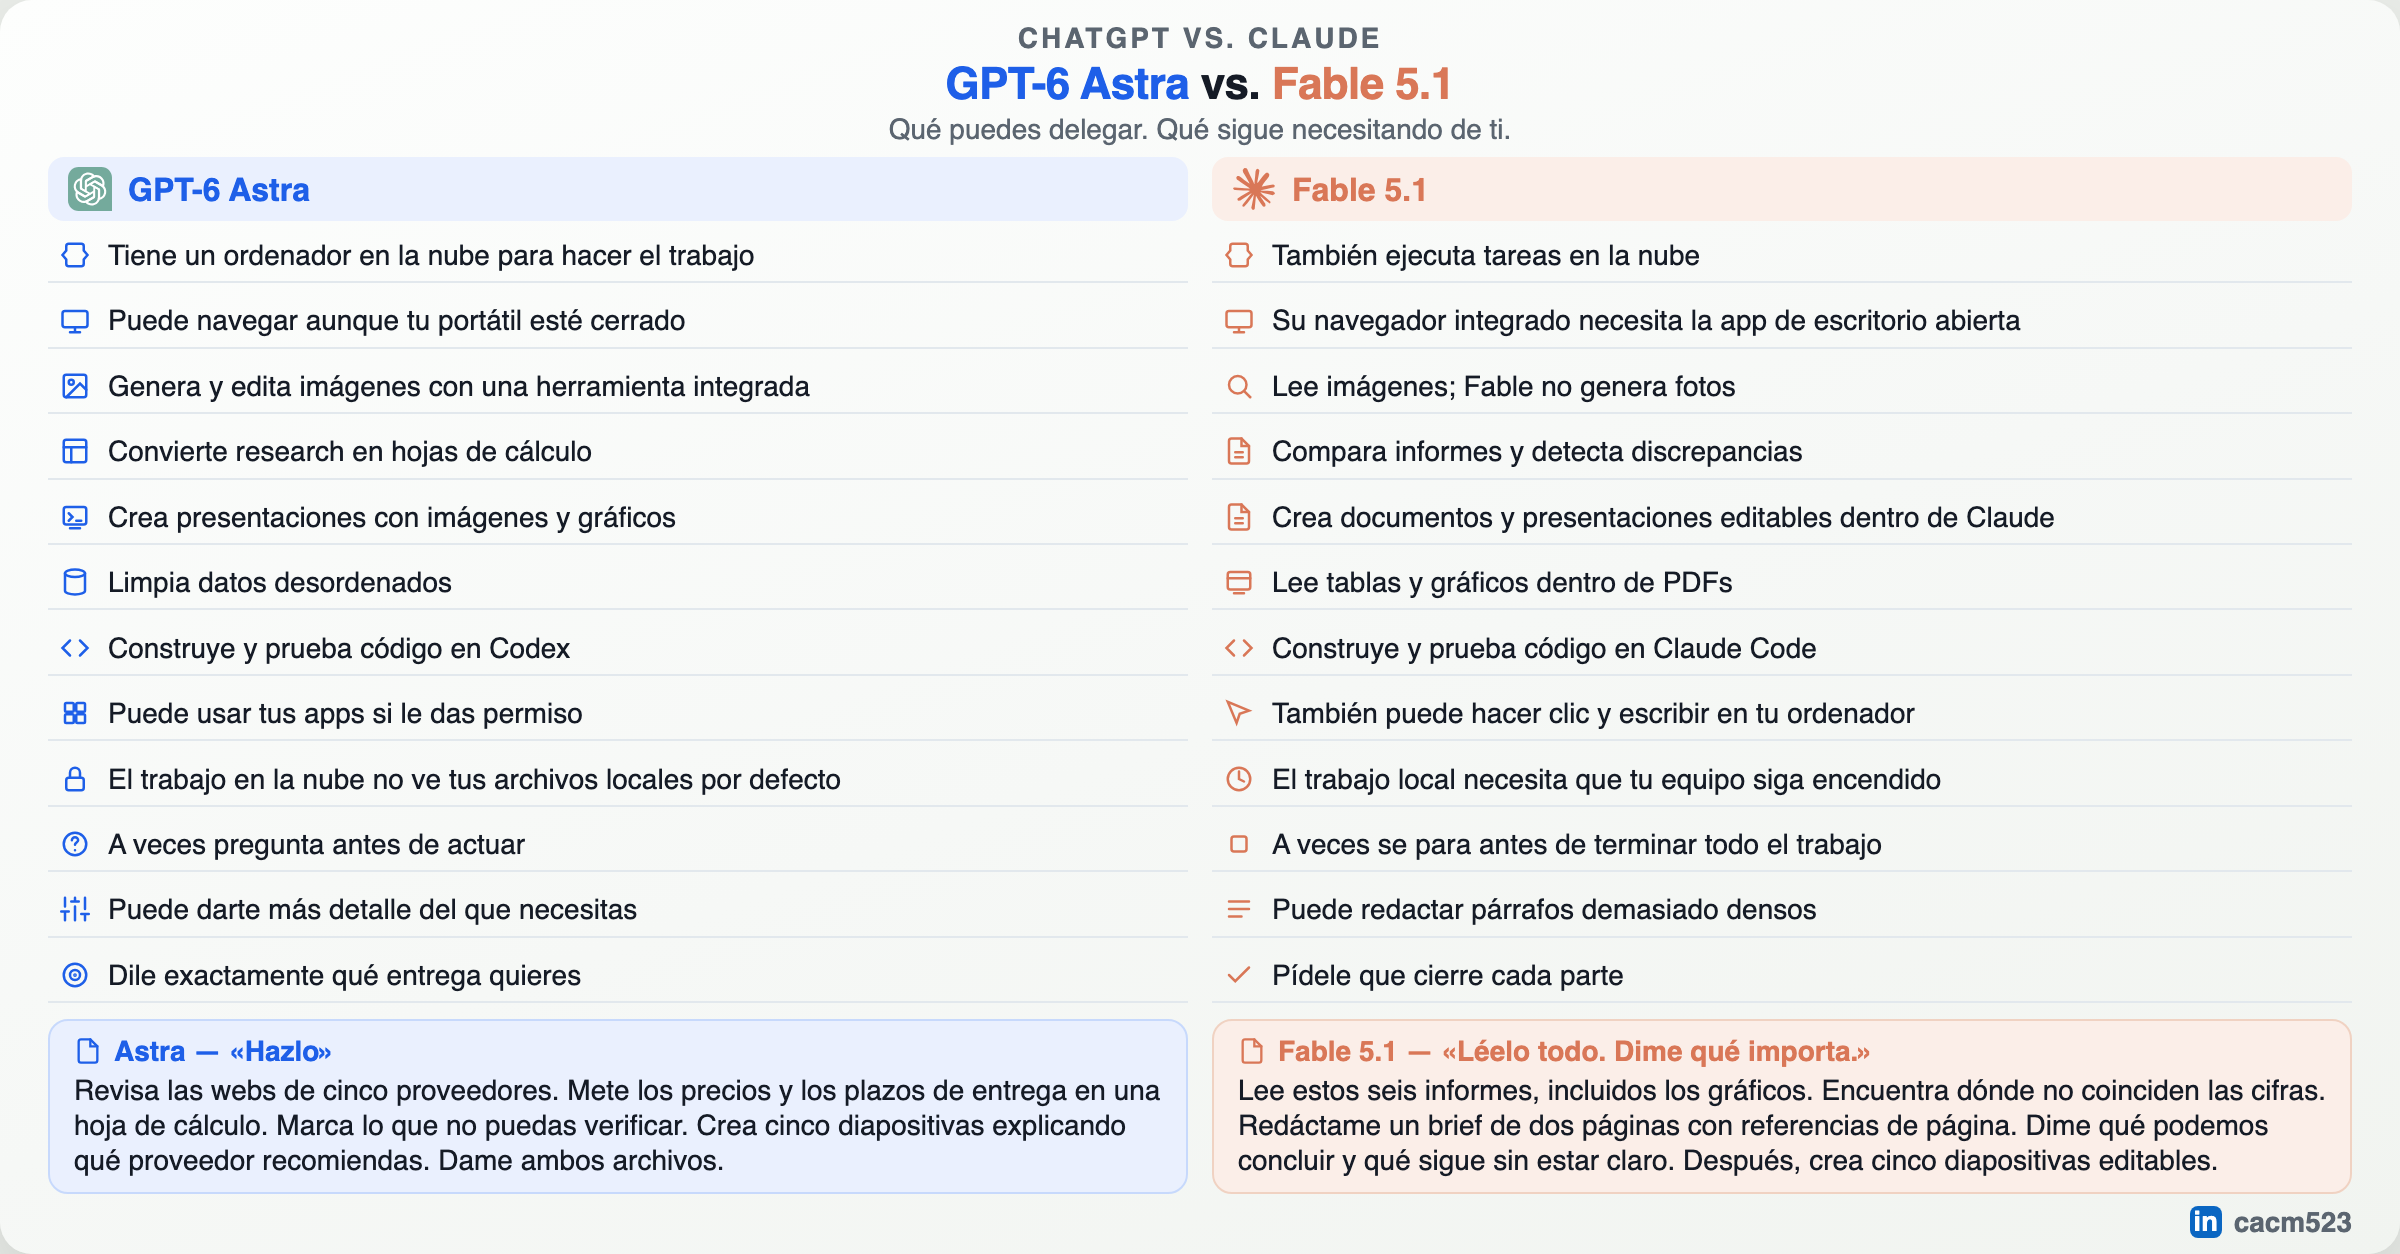 CHATGPT VS. CLAUDE
GPT-6 Astra vs. Fable 5.1
Qué puedes delegar. Qué sigue necesitando de ti.
GPT-6 Astra
Tiene un ordenador en la nube para hacer el trabajo
Puede navegar aunque tu portátil esté cerrado
Genera y edita imágenes con una herramienta integrada
Convierte research en hojas de cálculo
Crea presentaciones con imágenes y gráficos
Limpia datos desordenados
Construye y prueba código en Codex
Puede usar tus apps si le das permiso
El trabajo en la nube no ve tus archivos locales por defecto
A veces pregunta antes de actuar
Puede darte más detalle del que necesitas
Dile exactamente qué entrega quieres
Astra — «Hazlo»
Revisa las webs de cinco proveedores. Mete los precios y los plazos de entrega en una
hoja de cálculo. Marca lo que no puedas verificar. Crea cinco diapositivas explicando
qué proveedor recomiendas. Dame ambos archivos.
Fable 5.1
También ejecuta tareas en la nube
Su navegador integrado necesita la app de escritorio abierta
Lee imágenes; Fable no genera fotos
Compara informes y detecta discrepancias
Crea documentos y presentaciones editables dentro de Claude
Lee tablas y gráficos dentro de PDFs
Construye y prueba código en Claude Code
También puede hacer clic y escribir en tu ordenador
El trabajo local necesita que tu equipo siga encendido
A veces se para antes de terminar todo el trabajo
Puede redactar párrafos demasiado densos
Pídele que cierre cada parte
Fable 5.1 — «Léelo todo. Dime qué importa.»
Lee estos seis informes, incluidos los gráficos. Encuentra dónde no coinciden las cifras.
Redáctame un brief de dos páginas con referencias de página. Dime qué podemos
concluir y qué sigue sin estar claro. Después, crea cinco diapositivas editables.
in cacm523